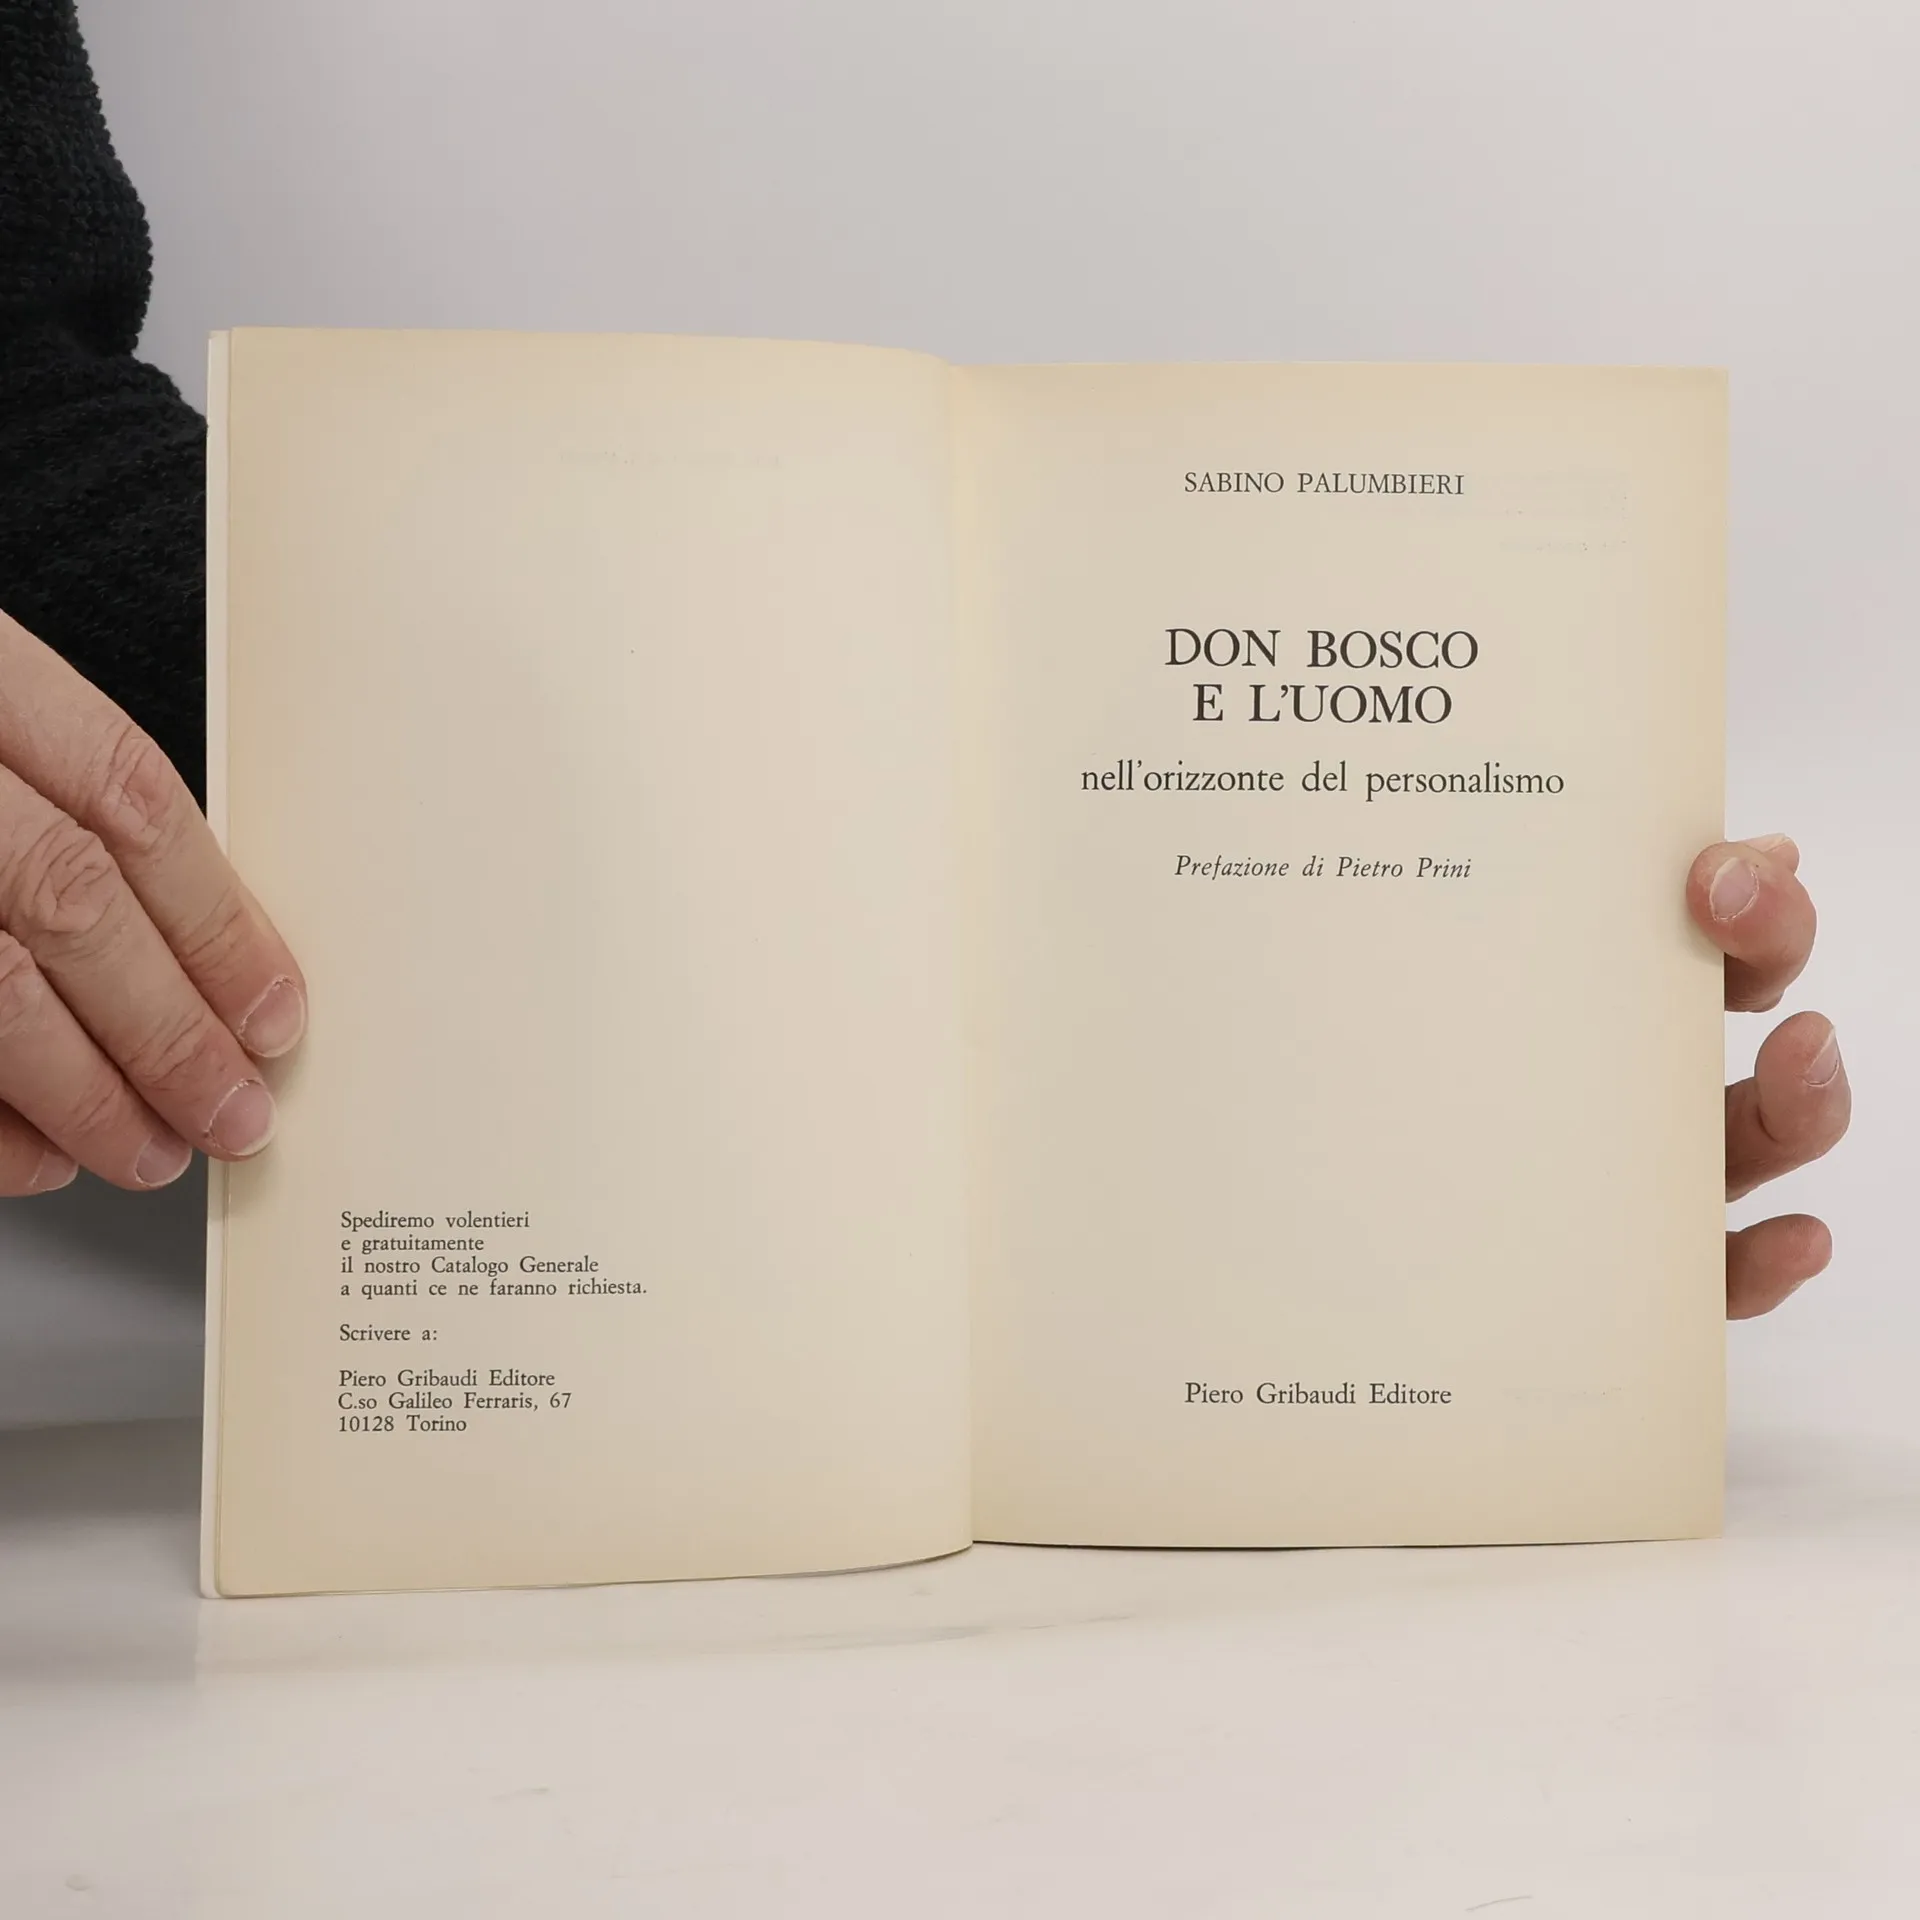 Spediremo volentieri
e gratuitamente
il nostro Catalogo Generale
a quanti ce ne faranno richiesta.
Scrivere a:
Piero Gribaudi Editore
C.so Galileo Ferraris, 67
10128 Torino
SABINO PALUMBIERI
DON BOSCO
E L'UOMO
nell'orizzonte del personalismo
Prefazione di Pietro Prini
Piero Gribaudi Editore